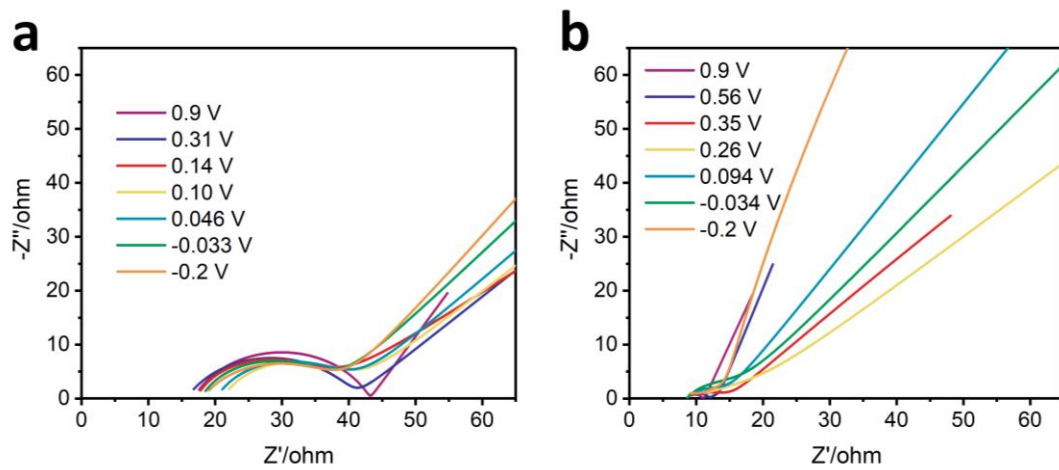 a
-Z''/ohm
60
50
40
30
20
10
0
0.9 V
0.31 V
0.14 V
0.10 V
0.046 V
-0.033 V
-0.2 V
0 10 20 30 40 50 60
Z'/ohm
b
-Z''/ohm
60
50
40
30
20
10
0
0.9 V
0.56 V
0.35 V
0.26 V
0.094 V
-0.034 V
-0.2 V
0 10 20 30 40 50 60
Z'/ohm